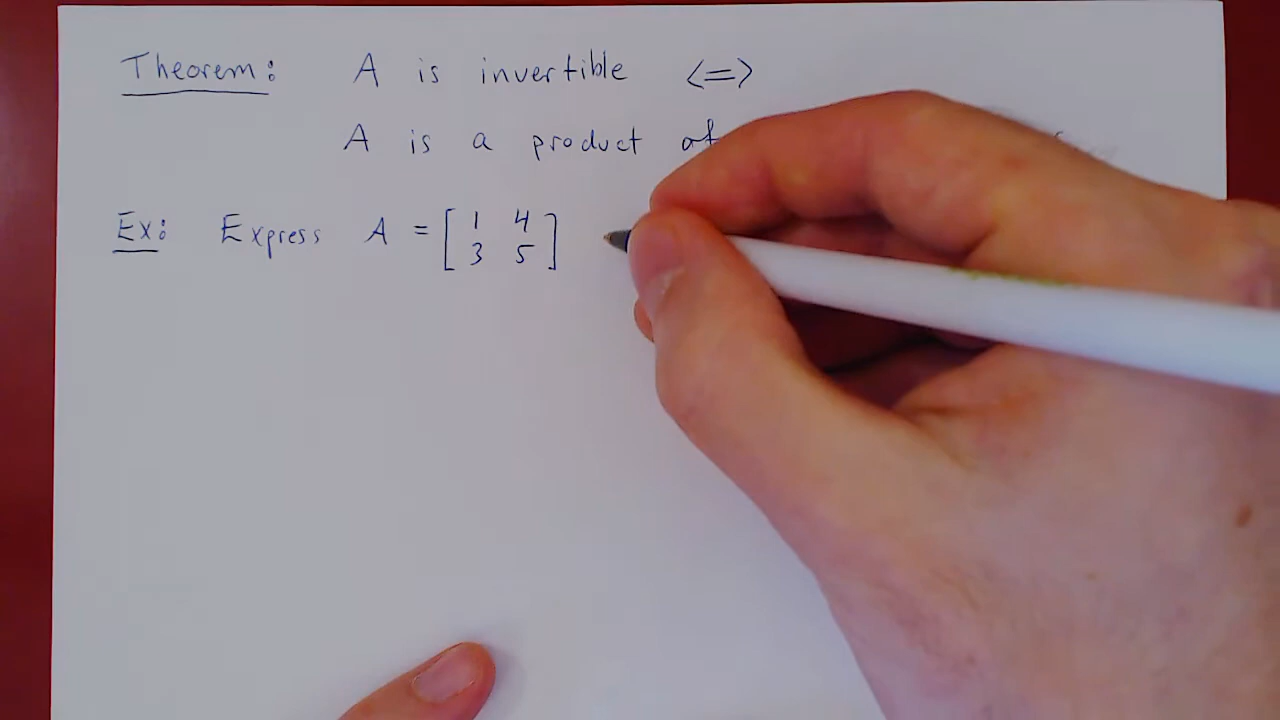 Theorem: A is invertible <=>
A is a product of
Ex: Express A = [ 1 4
3 5 ]